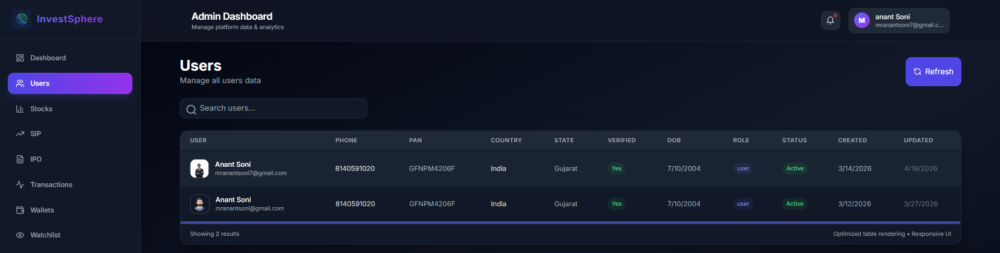 InvestSphere
Admin Dashboard
Manage platform data & analytics
M
anant Soni
mranantsoni7@gmail.c...
Dashboard
Users
Stocks
SIP
IPO
Transactions
Wallets
Watchlist
Users
Manage all users data
Refresh
Search users...
USER PHONE PAN COUNTRY STATE VERIFIED DOB ROLE STATUS CREATED UPDATED
Anant Soni
mranantsoni7@gmail.com
8140591020 GFNPM4206F India Gujarat Yes 7/10/2004 user Active 3/14/2026 4/19/2026
Anant Soni
mranantsoni@gmail.com
8140591020 GFNPM4206F India Gujarat Yes 7/10/2004 user Active 3/12/2026 3/27/2026
Showing 2 results
Optimized table rendering • Responsive UI